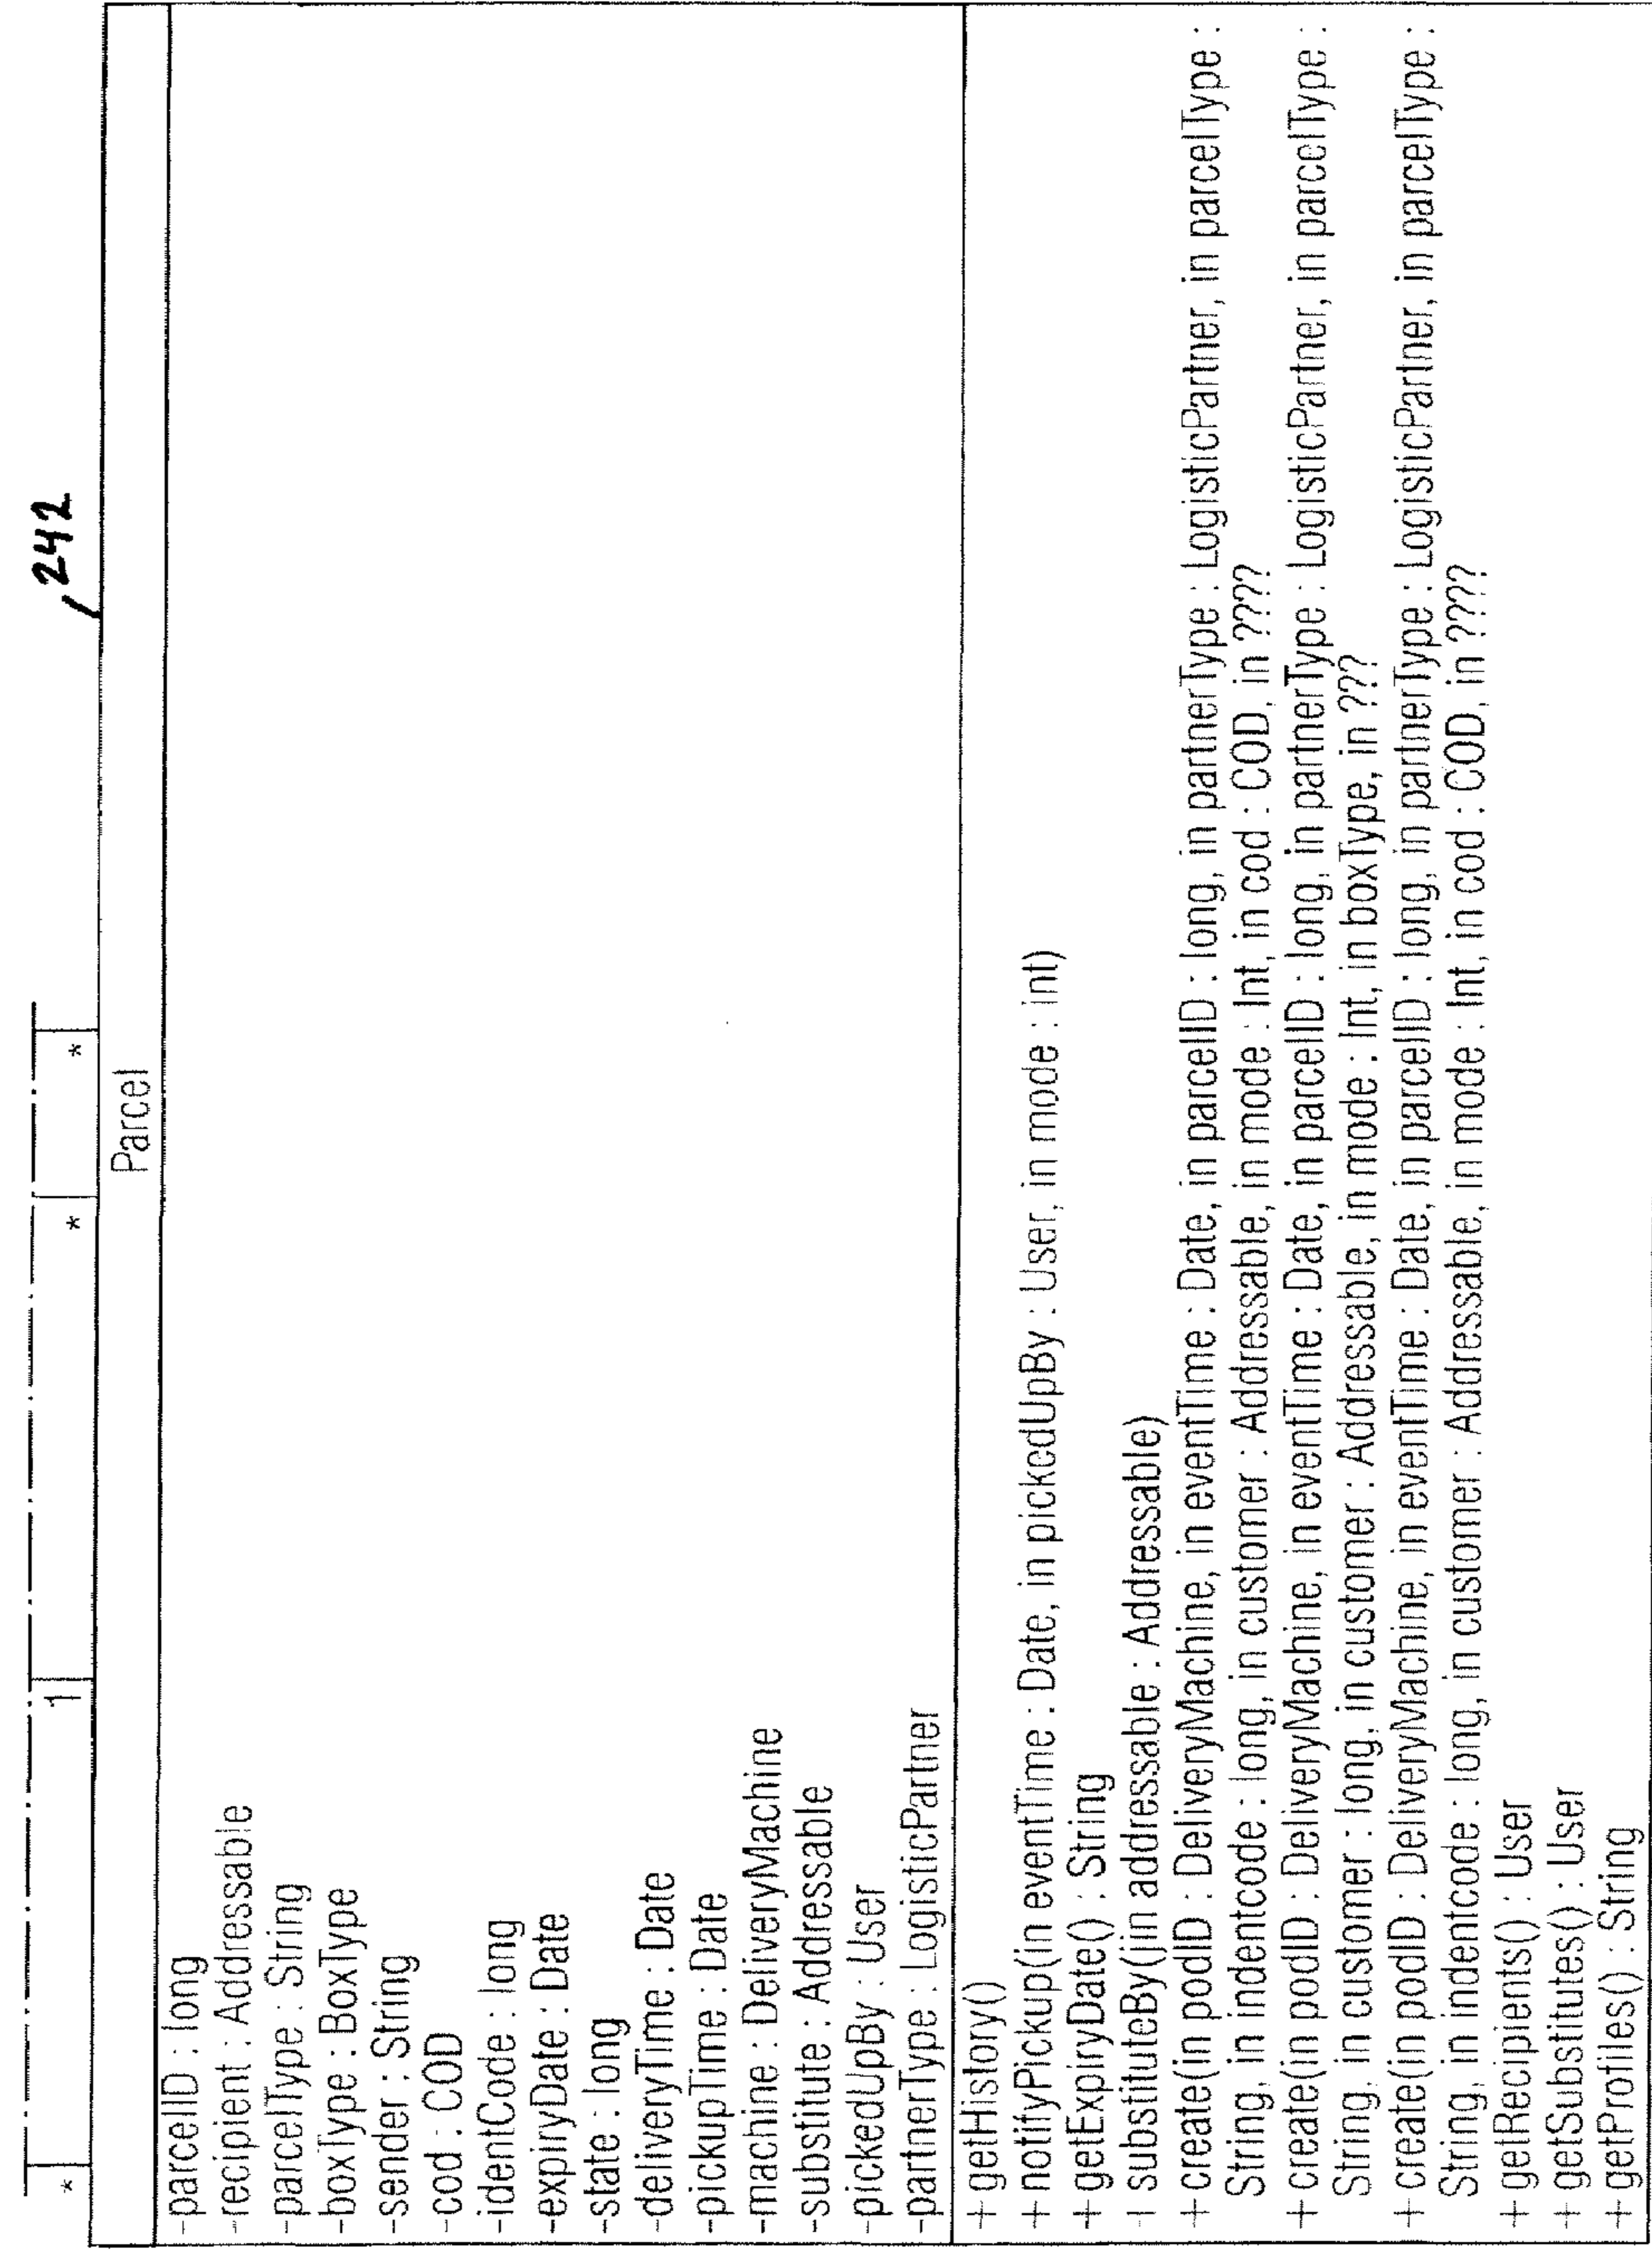 242
* 1 * *
Parcel
-parcelID : long
-recipient : Addressable
-parcelType : String
-boxType : BoxType
-sender : String
-cod : COD
-identCode : long
-expiryDate : Date
-state : long
-deliveryTime : Date
-pickupTime : Date
-machine : DeliveryMachine
-substitute : Addressable
-pickedUpBy : User
-partnerType : LogisticPartner
+getHistory()
+notifyPickup(in eventTime : Date, in pickedUpBy : User, in mode : int)
+getExpiryDate() : String
+substituteBy(in addressable : Addressable)
+create(in podID : DeliveryMachine, in eventTime : Date, in parcelID : long, in partnerType : LogisticPartner, in parcelType :
String, in indentcode : long, in customer : Addressable, in mode : Int, in cod : COD, in ????
+create(in podID : DeliveryMachine, in eventTime : Date, in parcelID : long, in partnerType : LogisticPartner, in parcelType :
String, in customer : long, in customer : Addressable, in mode : Int, in boxType, in ???
+create(in podID : DeliveryMachine, in eventTime : Date, in parcelID : long, in partnerType : LogisticPartner, in parcelType :
String, in indentcode : long, in customer : Addressable, in mode : Int, in cod : COD, in ????
+getRecipients() : User
+getSubstitutes() : User
+getProfiles() : String